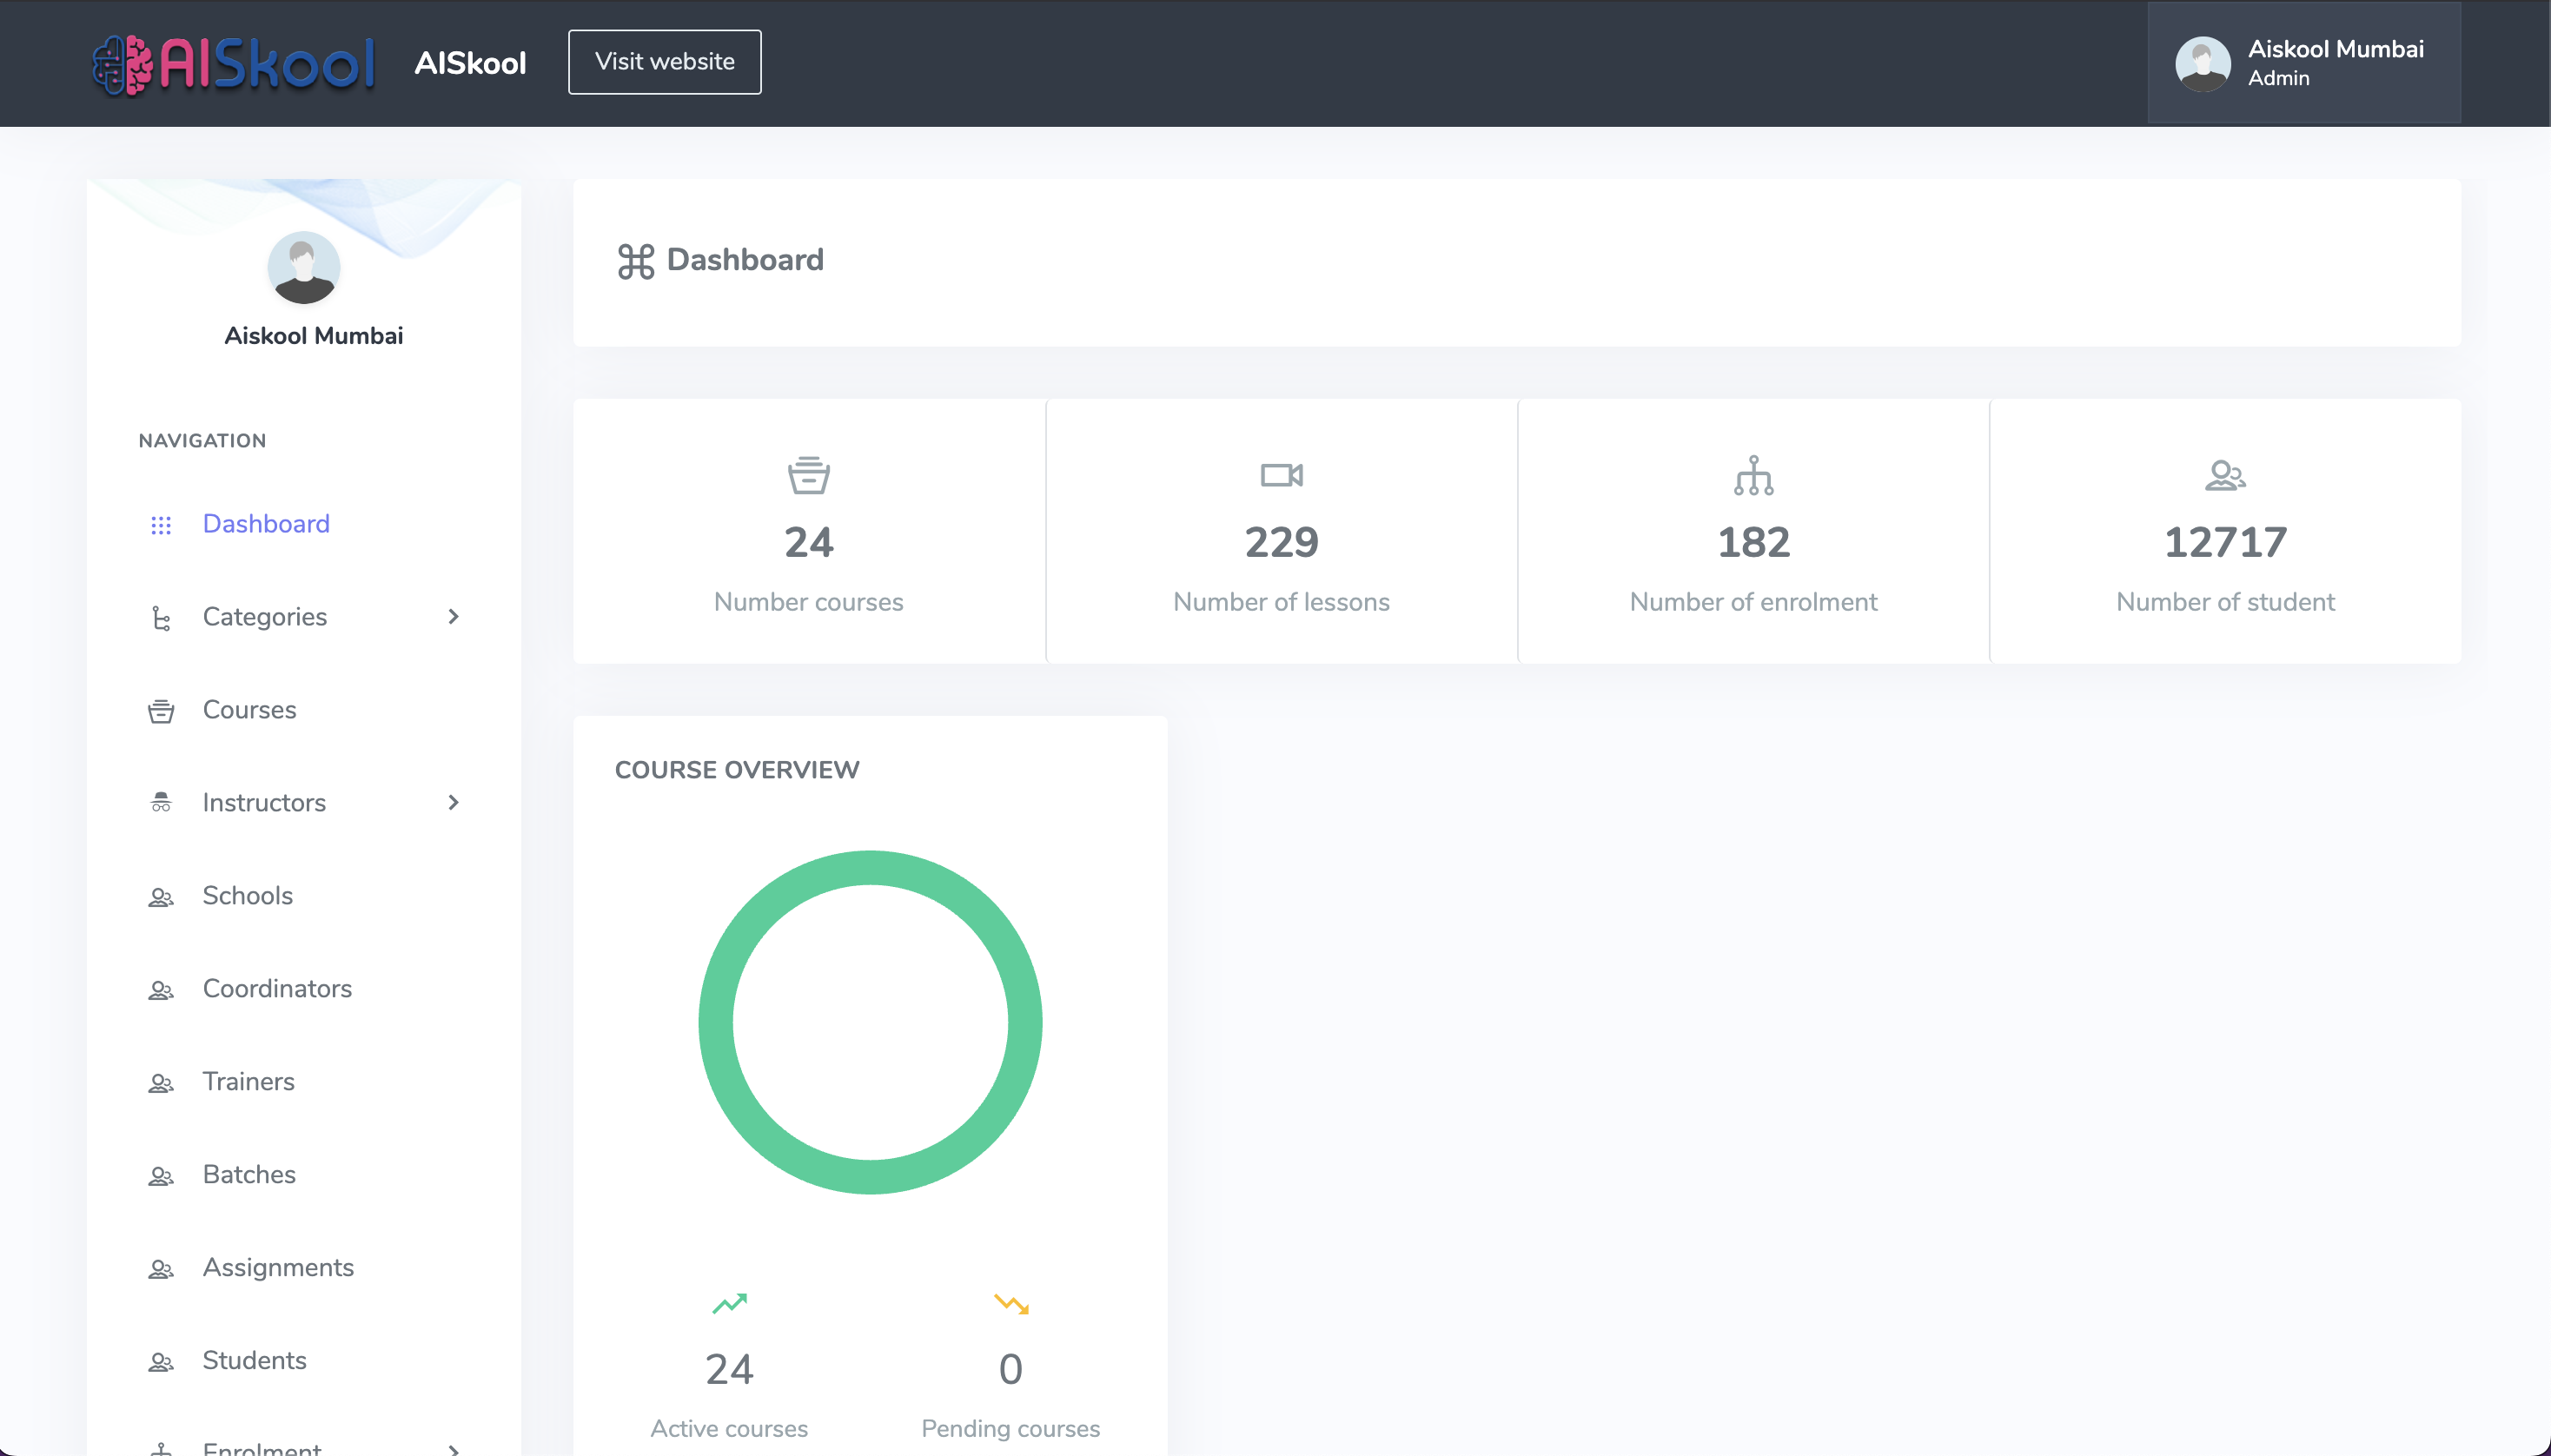 AISkool
AISkool
Visit website
Aiskool Mumbai
Admin
Aiskool Mumbai
NAVIGATION
Dashboard
Categories
Courses
Instructors
Schools
Coordinators
Trainers
Batches
Assignments
Students
Enrolment
Dashboard
24
Number courses
229
Number of lessons
182
Number of enrolment
12717
Number of student
COURSE OVERVIEW
24
Active courses
0
Pending courses